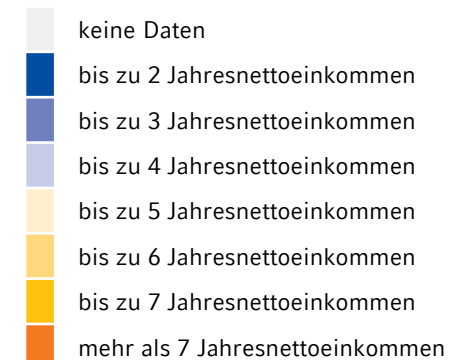 keine Daten
bis zu 2 Jahresnettoeinkommen
bis zu 3 Jahresnettoeinkommen
bis zu 4 Jahresnettoeinkommen
bis zu 5 Jahresnettoeinkommen
bis zu 6 Jahresnettoeinkommen
bis zu 7 Jahresnettoeinkommen
mehr als 7 Jahresnettoeinkommen